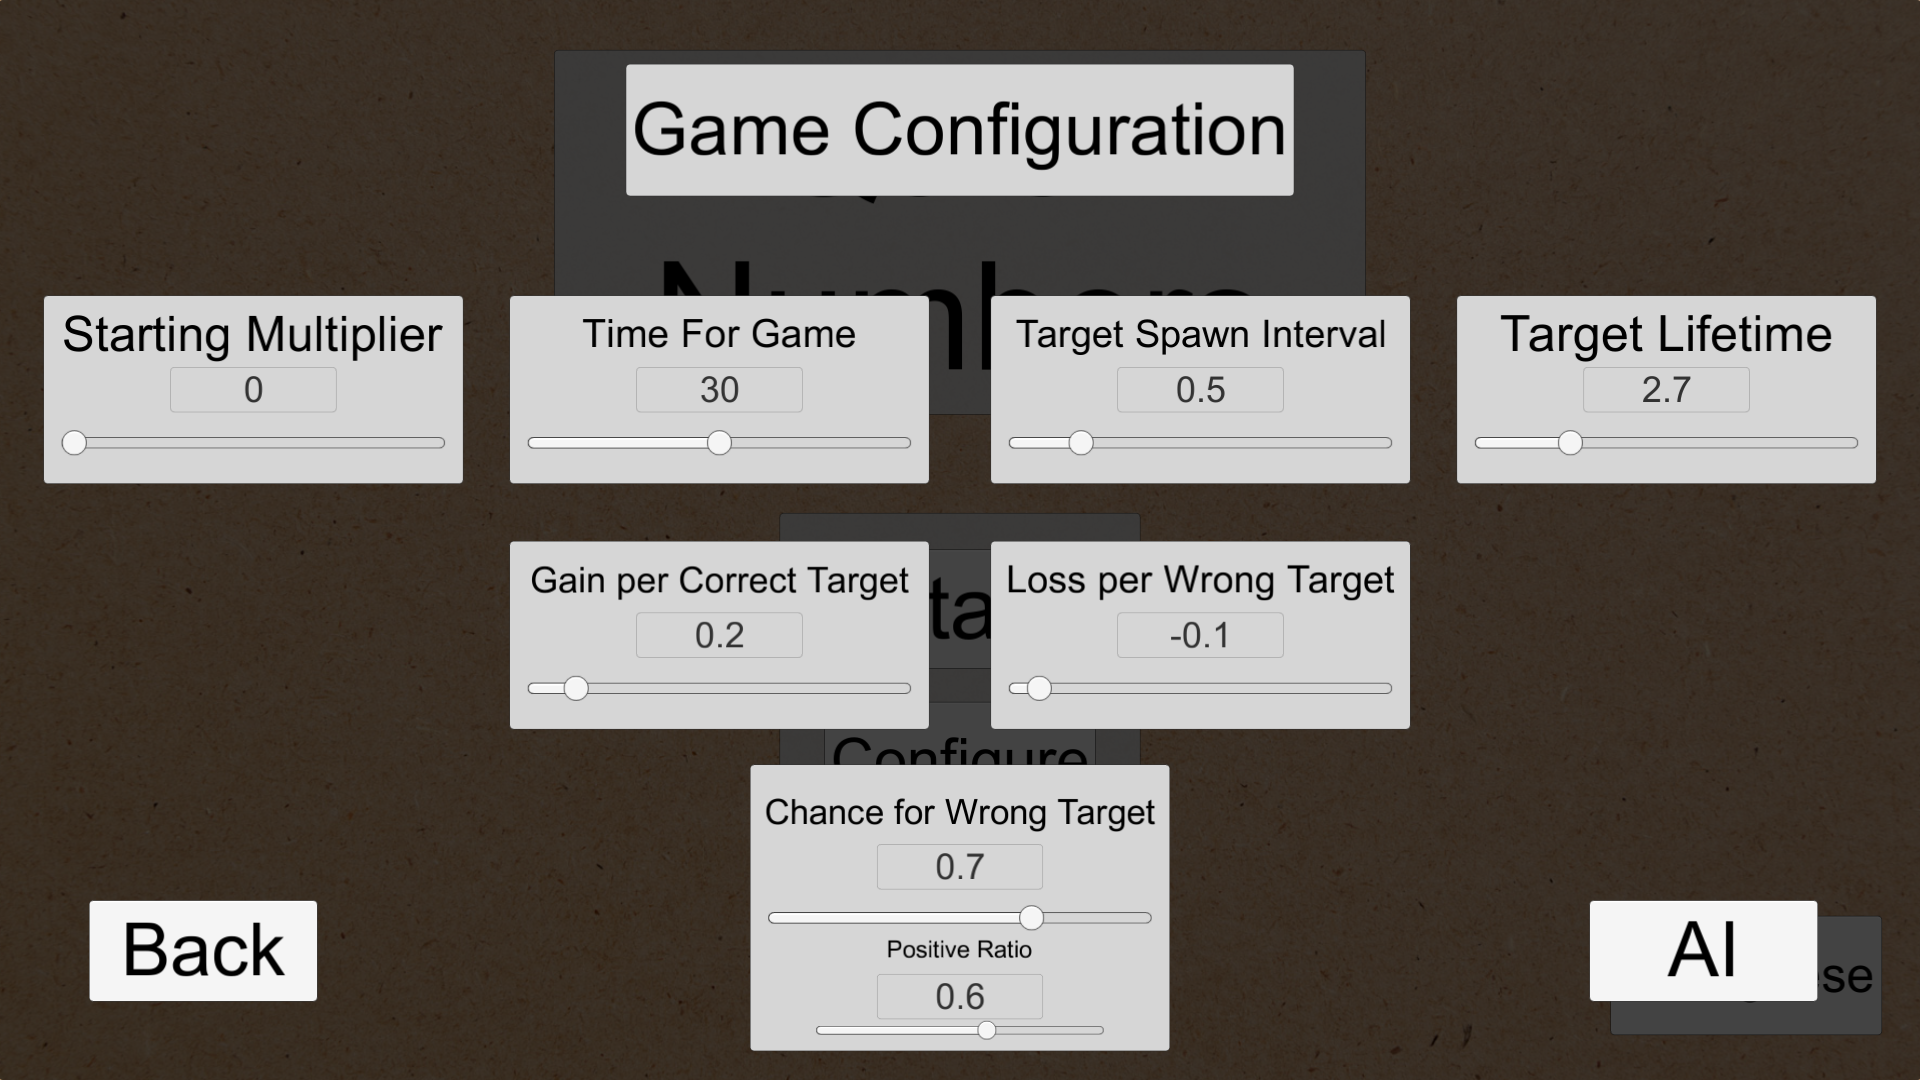 Game Configuration
Numbers
Starting Multiplier
0
Time For Game
30
Target Spawn Interval
0.5
Target Lifetime
2.7
Gain per Correct Target
0.2
Loss per Wrong Target
-0.1
Configure
Chance for Wrong Target
0.7
Positive Ratio
0.6
Back
AI